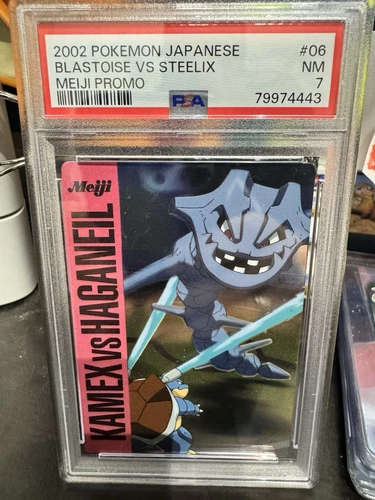 2002 POKEMON JAPANESE #06
BLASTOISE VS STEELIX NM
MEIJI PROMO 7
PSA 79974443
Meiji
KAMEX VS HAGANEIL